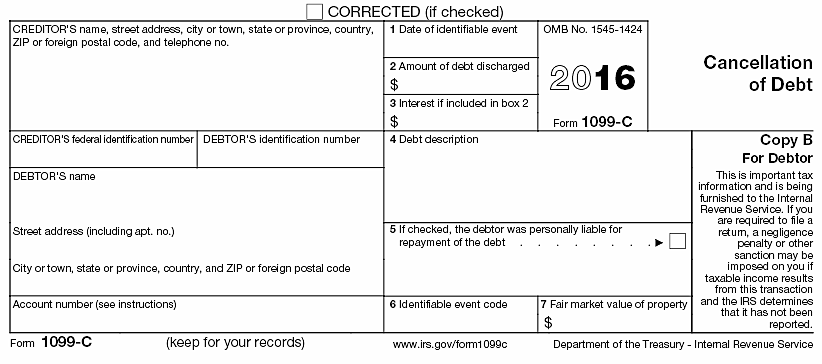 CORRECTED (if checked)
CREDITOR'S name, street address, city or town, state or province, country,
ZIP or foreign postal code, and telephone no.
1 Date of identifiable event
OMB No. 1545-1424
2 Amount of debt discharged
$
2016
3 Interest if included in box 2
$
Form 1099-C
Cancellation
of Debt
CREDITOR'S federal identification number
DEBTOR'S identification number
4 Debt description
Copy B
For Debtor
This is important tax
information and is being
furnished to the Internal
Revenue Service. If you
are required to file a
return, a negligence
penalty or other
sanction may be
imposed on you if
taxable income results
from this transaction
and the IRS determines
that it has not been
reported.
DEBTOR'S name
Street address (including apt. no.)
5 If checked, the debtor was personally liable for
repayment of the debt . . . . . . . ▶
City or town, state or province, country, and ZIP or foreign postal code
Account number (see instructions)
6 Identifiable event code
7 Fair market value of property
$
Form 1099-C (keep for your records) www.irs.gov/form1099c Department of the Treasury - Internal Revenue Service